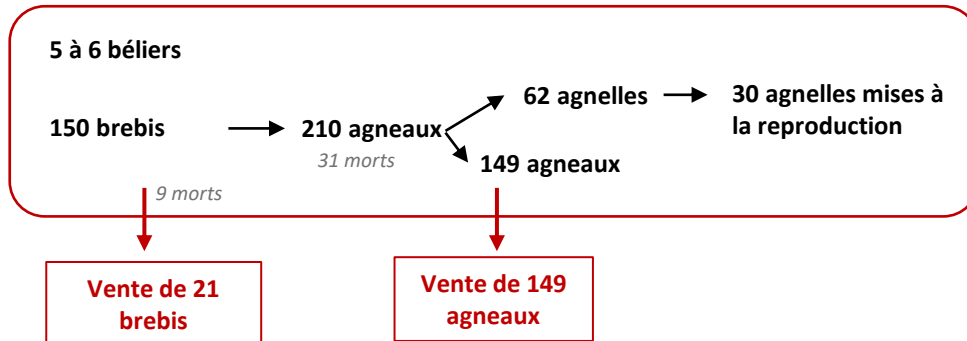 5 à 6 béliers
62 agnelles
30 agnelles mises à
la reproduction
150 brebis
210 agneaux
31 morts
149 agneaux
9 morts
Vente de 21
brebis
Vente de 149
agneaux